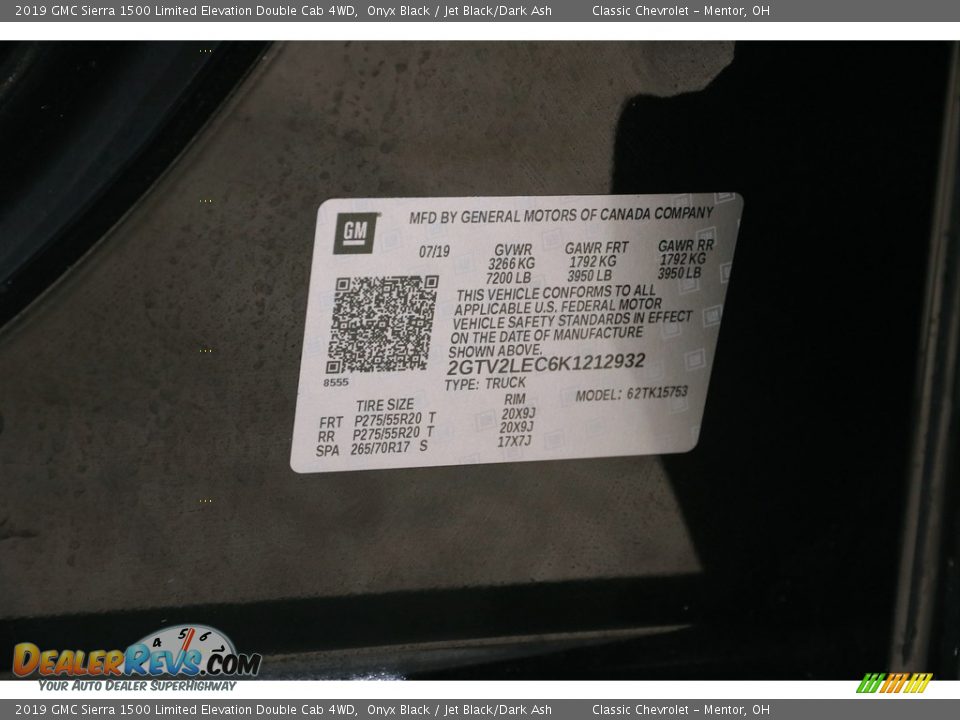 2019 GMC Sierra 1500 Limited Elevation Double Cab 4WD, Onyx Black / Jet Black/Dark Ash Classic Chevrolet – Mentor, OH
GM
MFD BY GENERAL MOTORS OF CANADA COMPANY
07/19 GVWR GAWR FRT GAWR RR
3266 KG 1792 KG 1792 KG
7200 LB 3950 LB 3950 LB
THIS VEHICLE CONFORMS TO ALL
APPLICABLE U.S. FEDERAL MOTOR
VEHICLE SAFETY STANDARDS IN EFFECT
ON THE DATE OF MANUFACTURE
SHOWN ABOVE.
2GTV2LEC6K1212932
8555
TYPE: TRUCK
MODEL: 62TK15753
TIRE SIZE RIM
FRT P275/55R20 T 20X9J
RR P275/55R20 T 20X9J
SPA 265/70R17 S 17X7J
4 5 6
DEALERREVS.COM
YOUR AUTO DEALER SUPERHIGHWAY
2019 GMC Sierra 1500 Limited Elevation Double Cab 4WD, Onyx Black / Jet Black/Dark Ash Classic Chevrolet – Mentor, OH